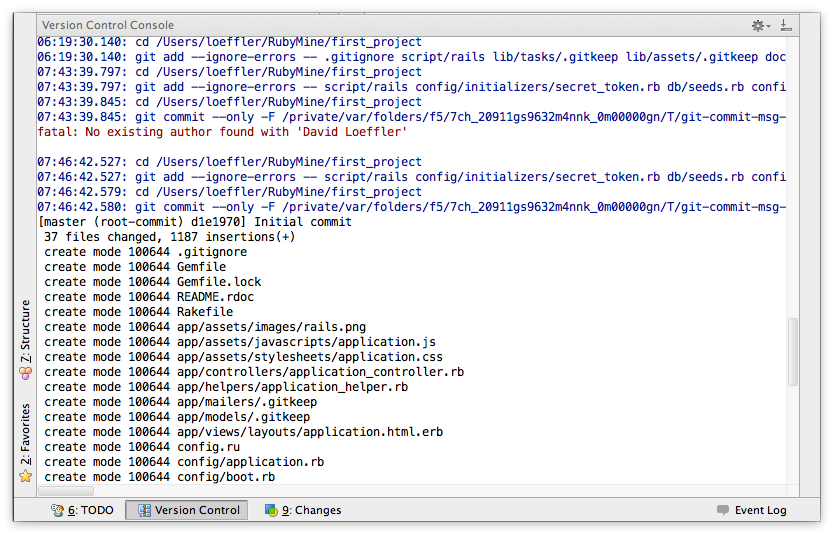 Version Control Console
06:19:30.140: cd /Users/loeffler/RubyMine/first_project
06:19:30.140: git add --ignore-errors -- .gitignore script/rails lib/tasks/.gitkeep lib/assets/.gitkeep doc
07:43:39.797: cd /Users/loeffler/RubyMine/first_project
07:43:39.797: git add --ignore-errors -- script/rails config/initializers/secret_token.rb db/seeds.rb confi
07:43:39.845: cd /Users/loeffler/RubyMine/first_project
07:43:39.845: git commit --only -F /private/var/folders/f5/7ch_20911gs9632m4nnk_0m00000gn/T/git-commit-msg-
fatal: No existing author found with 'David Loeffler'
07:46:42.527: cd /Users/loeffler/RubyMine/first_project
07:46:42.527: git add --ignore-errors -- script/rails config/initializers/secret_token.rb db/seeds.rb confi
07:46:42.579: cd /Users/loeffler/RubyMine/first_project
07:46:42.580: git commit --only -F /private/var/folders/f5/7ch_20911gs9632m4nnk_0m00000gn/T/git-commit-msg-
[master (root-commit) d1e1970] Initial commit
37 files changed, 1187 insertions(+)
create mode 100644 .gitignore
create mode 100644 Gemfile
create mode 100644 Gemfile.lock
create mode 100644 README.rdoc
create mode 100644 Rakefile
create mode 100644 app/assets/images/rails.png
create mode 100644 app/assets/javascripts/application.js
create mode 100644 app/assets/stylesheets/application.css
create mode 100644 app/controllers/application_controller.rb
create mode 100644 app/helpers/application_helper.rb
create mode 100644 app/mailers/.gitkeep
create mode 100644 app/models/.gitkeep
create mode 100644 app/views/layouts/application.html.erb
create mode 100644 config.ru
create mode 100644 config/application.rb
create mode 100644 config/boot.rb
Z: Structure
2: Favorites
6: TODO
Version Control
9: Changes
Event Log